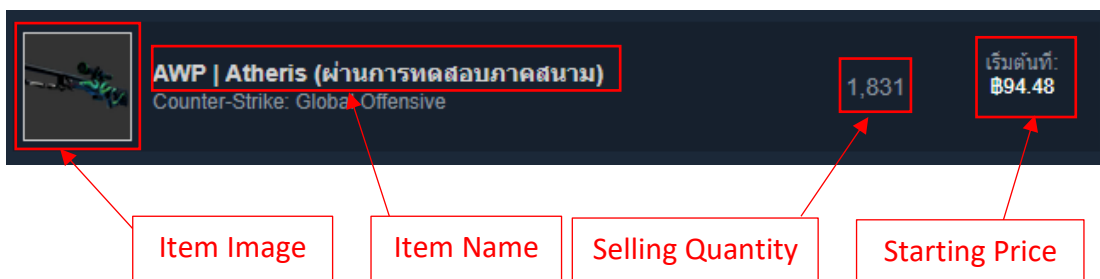 AWP | Atheris (ผ่านการทดสอบภาคสนาม)
Counter-Strike: Global Offensive
1,831
เริ่มต้นที่:
฿94.48
Item Image
Item Name
Selling Quantity
Starting Price